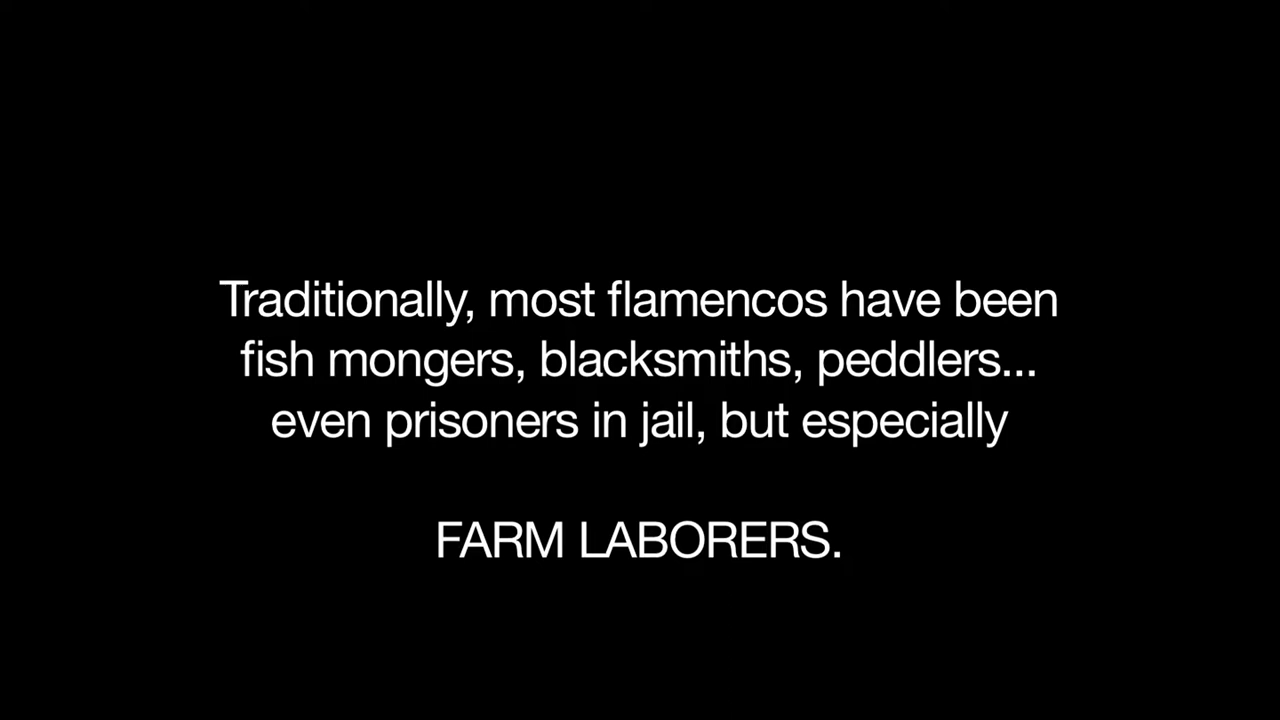 Traditionally, most flamencos have been
fish mongers, blacksmiths, peddlers...
even prisoners in jail, but especially
FARM LABORERS.